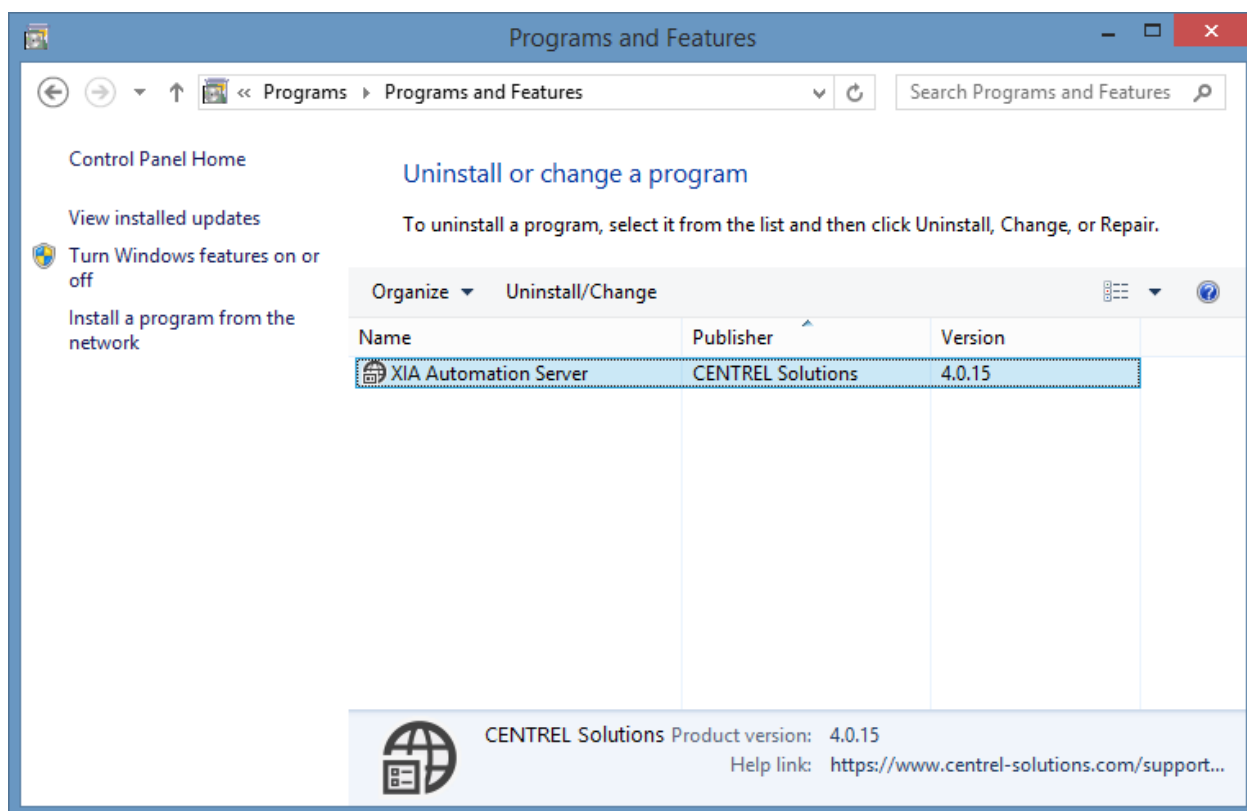 Programs and Features
« Programs Programs and Features
Search Programs and Features
Control Panel Home
View installed updates
Turn Windows features on or
off
Install a program from the
network
Uninstall or change a program
To uninstall a program, select it from the list and then click Uninstall, Change, or Repair.
Organize Uninstall/Change
Name Publisher Version
XIA Automation Server CENTREL Solutions 4.0.15
CENTREL Solutions Product version: 4.0.15
Help link: https://www.centrel-solutions.com/support...